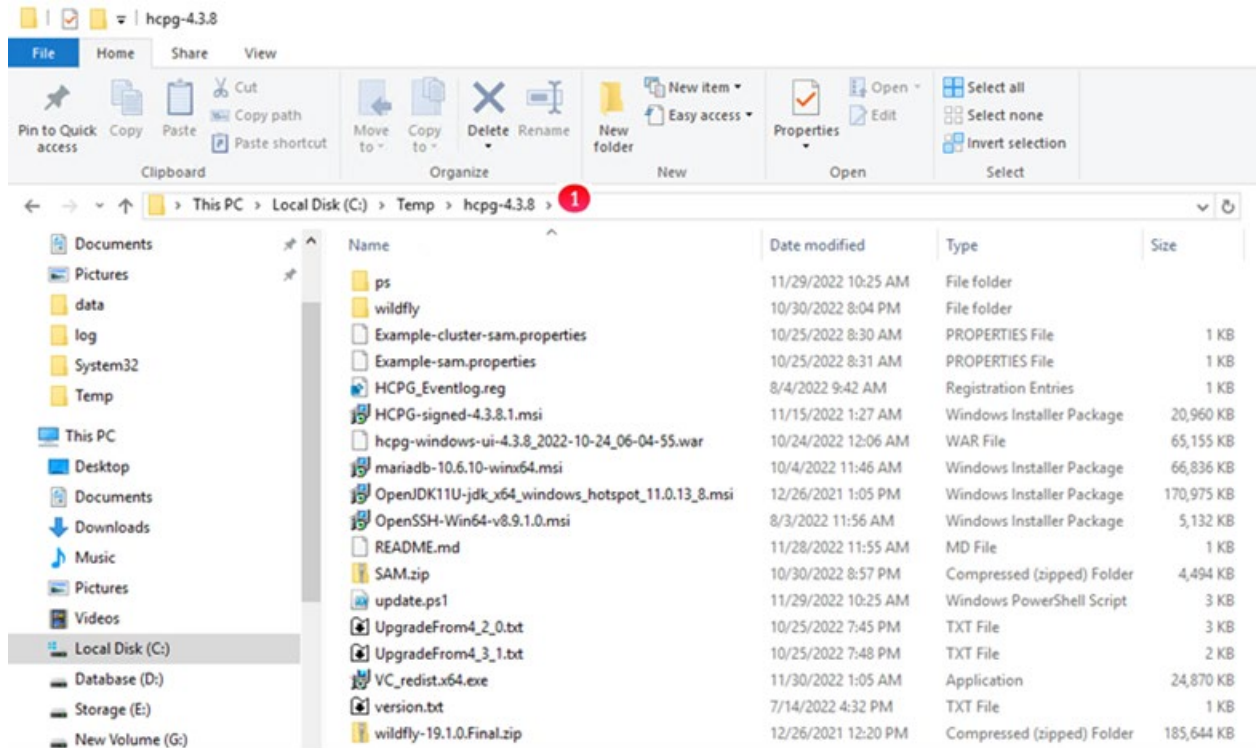 hcpg-4.3.8
File Home Share View
Pin to Quick access
Copy
Paste
Cut
Copy path
Paste shortcut
Clipboard
Move to
Copy to
Delete
Rename
Organize
New folder
New item
Easy access
New
Properties
Open
Edit
Open
Select all
Select none
Invert selection
Select
This PC > Local Disk (C:) > Temp > hcpg-4.3.8 > 1
Documents
Pictures
data
log
System32
Temp
This PC
Desktop
Documents
Downloads
Music
Pictures
Videos
Local Disk (C:)
Database (D:)
Storage (E:)
New Volume (G:)
Name Date modified Type Size
ps 11/29/2022 10:25 AM File folder
wildfly 10/30/2022 8:04 PM File folder
Example-cluster-sam.properties 10/25/2022 8:30 AM PROPERTIES File 1 KB
Example-sam.properties 10/25/2022 8:31 AM PROPERTIES File 1 KB
HCPG_Eventlog.reg 8/4/2022 9:42 AM Registration Entries 1 KB
HCPG-signed-4.3.8.1.msi 11/15/2022 1:27 AM Windows Installer Package 20,960 KB
hcpg-windows-ui-4.3.8_2022-10-24_06-04-55.war 10/24/2022 12:06 AM WAR File 65,155 KB
mariadb-10.6.10-winx64.msi 10/4/2022 11:46 AM Windows Installer Package 66,836 KB
OpenJDK11U-jdk_x64_windows_hotspot_11.0.13_8.msi 12/26/2021 1:05 PM Windows Installer Package 170,975 KB
OpenSSH-Win64-v8.9.1.0.msi 8/3/2022 11:56 AM Windows Installer Package 5,132 KB
README.md 11/28/2022 11:55 AM MD File 1 KB
SAM.zip 10/30/2022 8:57 PM Compressed (zipped) Folder 4,494 KB
update.ps1 11/29/2022 10:25 AM Windows PowerShell Script 3 KB
UpgradeFrom4_2_0.txt 10/25/2022 7:45 PM TXT File 3 KB
UpgradeFrom4_3_1.txt 10/25/2022 7:48 PM TXT File 2 KB
VC_redist.x64.exe 11/30/2022 1:05 AM Application 24,870 KB
version.txt 7/14/2022 4:32 PM TXT File 1 KB
wildfly-19.1.0.Final.zip 12/26/2021 12:20 PM Compressed (zipped) Folder 185,644 KB